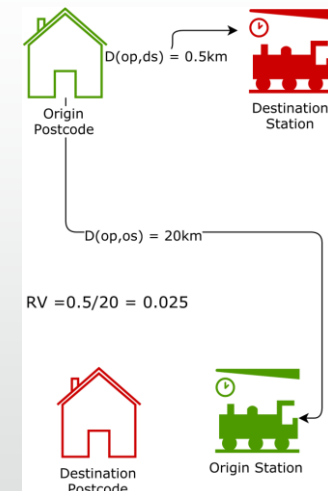 D(op,ds) = 0.5km
Origin
Postcode
Destination
Station
D(op,os) = 20km
RV =0.5/20 = 0.025
Destination
Postcode
Origin Station